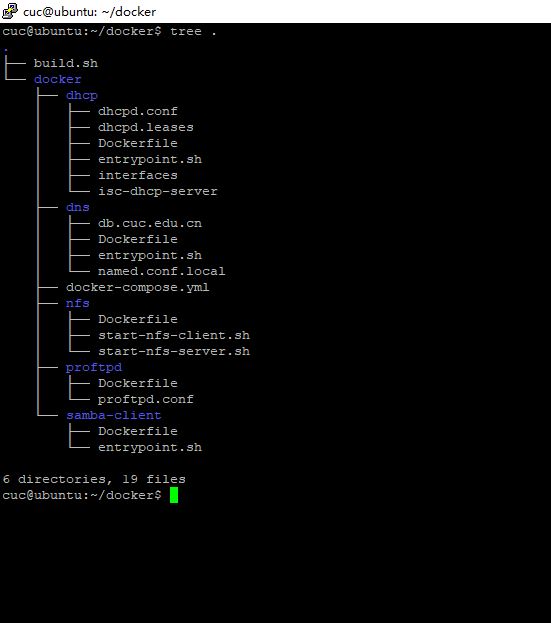 cuc@ubuntu: ~/docker
cuc@ubuntu:~/docker$ tree .
.
├── build.sh
└── docker
    ├── dhcp
    │   ├── dhcpd.conf
    │   ├── dhcpd.leases
    │   ├── Dockerfile
    │   ├── entrypoint.sh
    │   ├── interfaces
    │   └── isc-dhcp-server
    ├── dns
    │   ├── db.cuc.edu.cn
    │   ├── Dockerfile
    │   ├── entrypoint.sh
    │   └── named.conf.local
    ├── docker-compose.yml
    ├── nfs
    │   ├── Dockerfile
    │   ├── start-nfs-client.sh
    │   └── start-nfs-server.sh
    ├── proftpd
    │   ├── Dockerfile
    │   └── proftpd.conf
    └── samba-client
        ├── Dockerfile
        └── entrypoint.sh
6 directories, 19 files
cuc@ubuntu:~/docker$